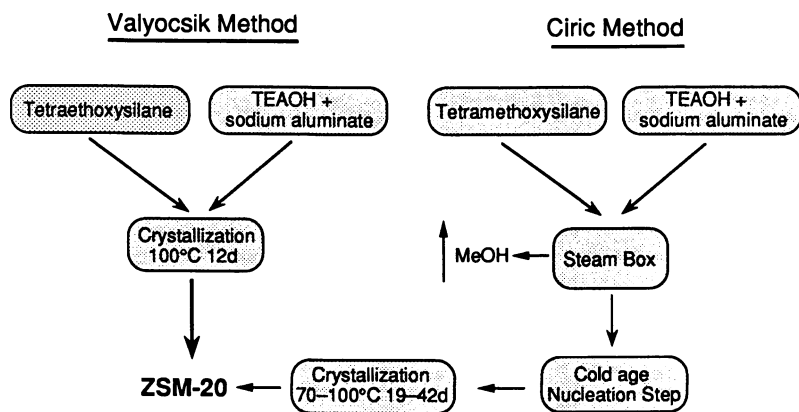 Valyocsik Method
Ciric Method
Tetraethoxysilane
TEAOH +
sodium aluminate
Tetramethoxysilane
TEAOH +
sodium aluminate
Crystallization
100°C 12d
MeOH
Steam Box
ZSM-20
Crystallization
70–100°C 19–42d
Cold age
Nucleation Step